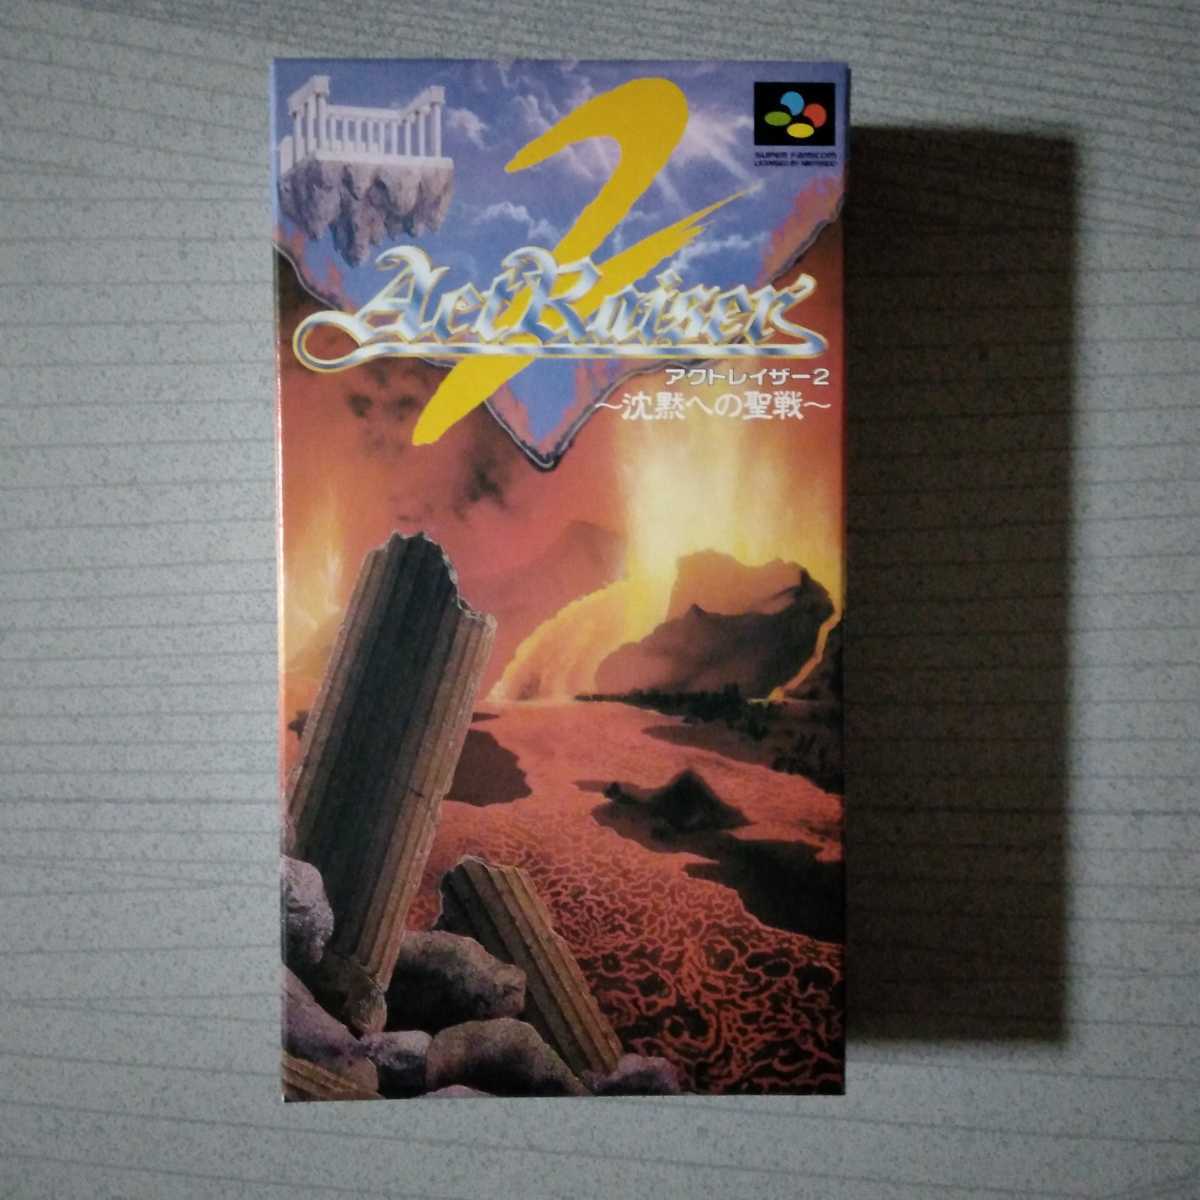 SUPER FAMICOM
LICENSED BY NINTENDO
2
ActRaiser
アクトレイザー2
～沈黙への聖戦～